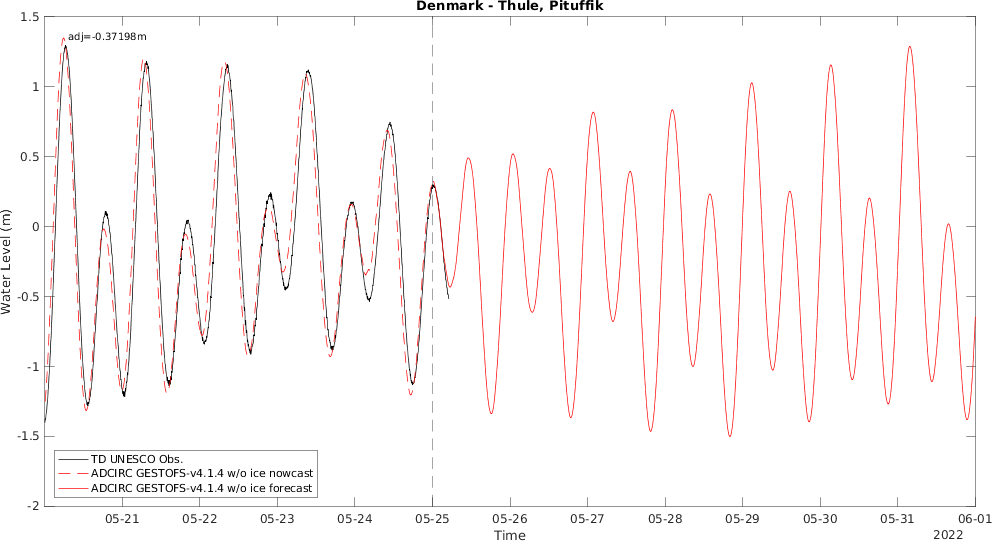 Denmark - Thule, Pituffik
adj=-0.37198m
1.5
1
0.5
0
-0.5
-1
-1.5
-2
Water Level (m)
TD UNESCO Obs.
ADCIRC GESTOFS-v4.1.4 w/o ice nowcast
ADCIRC GESTOFS-v4.1.4 w/o ice forecast
05-21 05-22 05-23 05-24 05-25 05-26 05-27 05-28 05-29 05-30 05-31 06-01
Time
2022